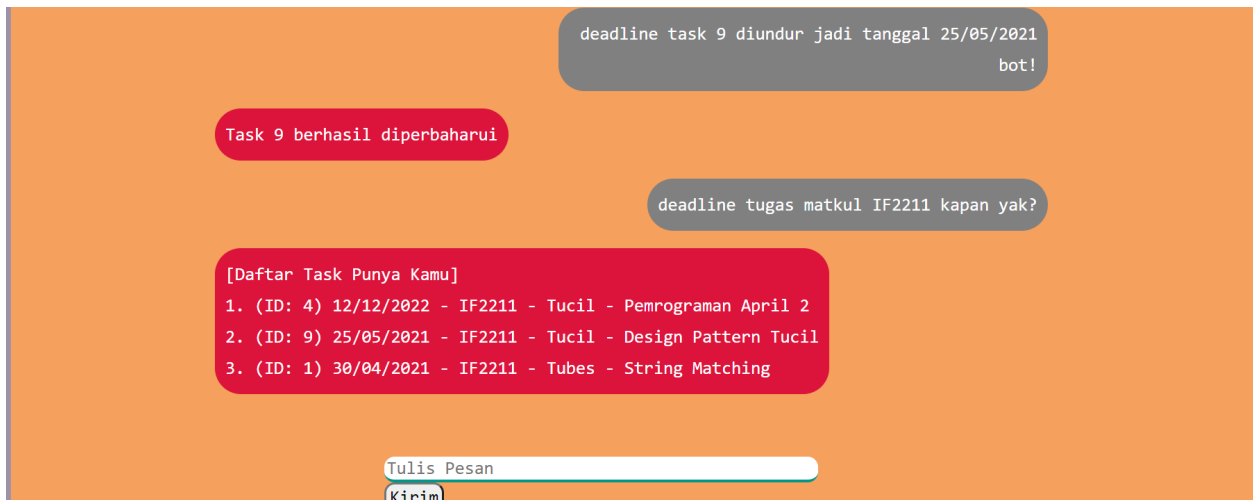 deadline task 9 diundur jadi tanggal 25/05/2021
bot!
Task 9 berhasil diperbaharui
deadline tugas matkul IF2211 kapan yak?
[Daftar Task Punya Kamu]
1. (ID: 4) 12/12/2022 - IF2211 - Tucil - Pemrograman April 2
2. (ID: 9) 25/05/2021 - IF2211 - Tucil - Design Pattern Tucil
3. (ID: 1) 30/04/2021 - IF2211 - Tubes - String Matching
Tulis Pesan
Kirim